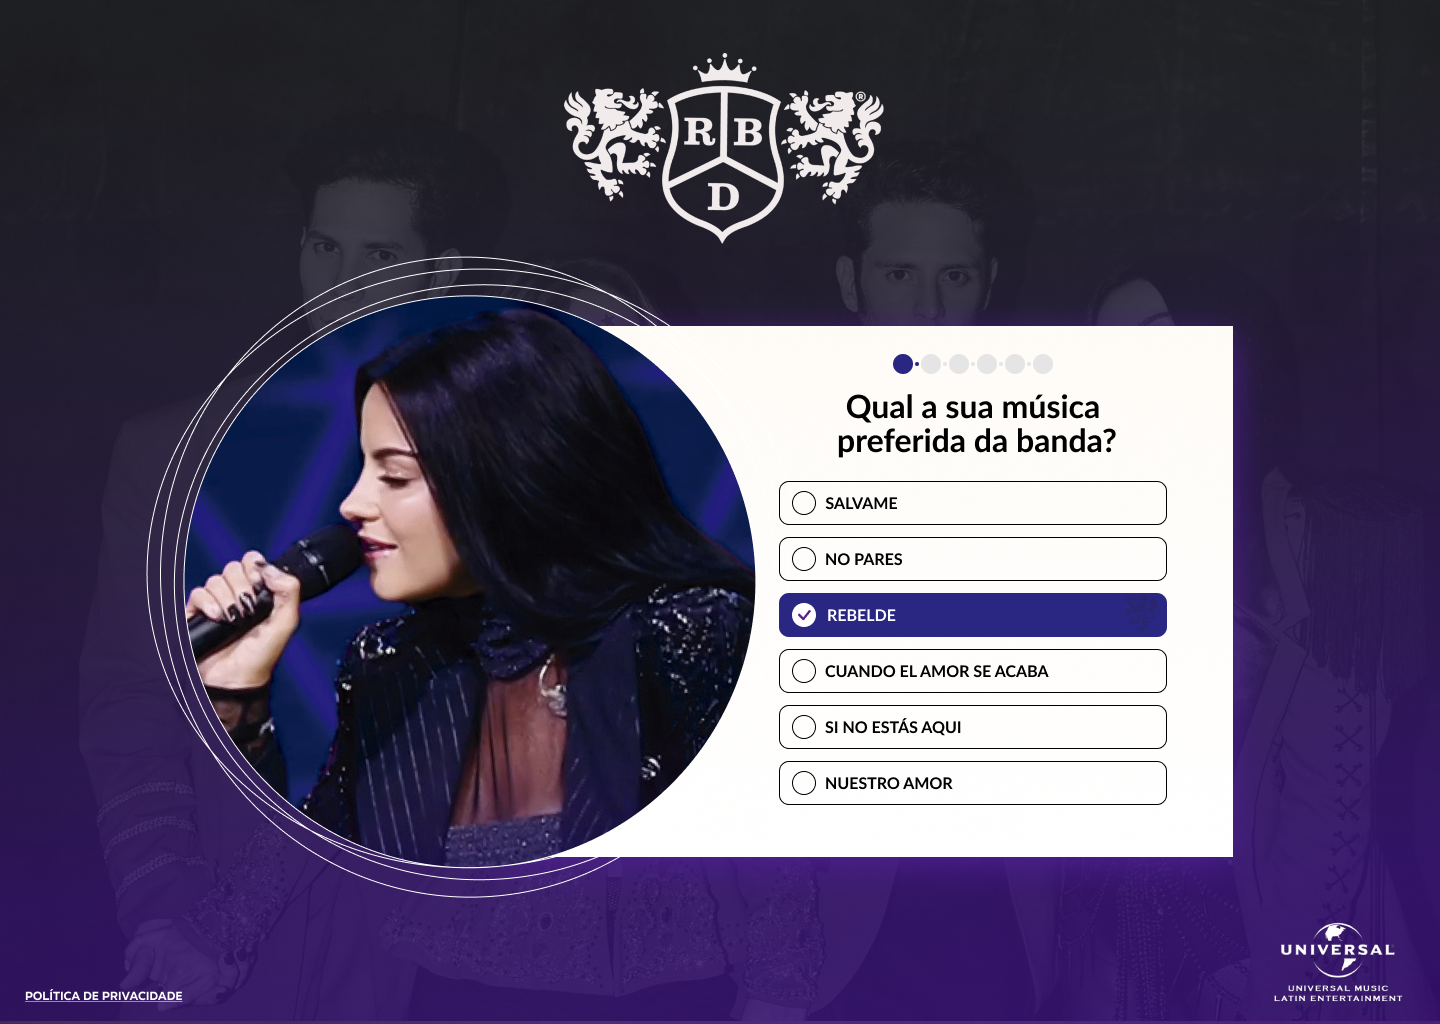 R B
D
®
Qual a sua música
preferida da banda?
SALVAME
NO PARES
REBELDE
CUANDO EL AMOR SE ACABA
SI NO ESTÁS AQUI
NUESTRO AMOR
POLÍTICA DE PRIVACIDADE
UNIVERSAL
UNIVERSAL MUSIC
LATIN ENTERTAINMENT